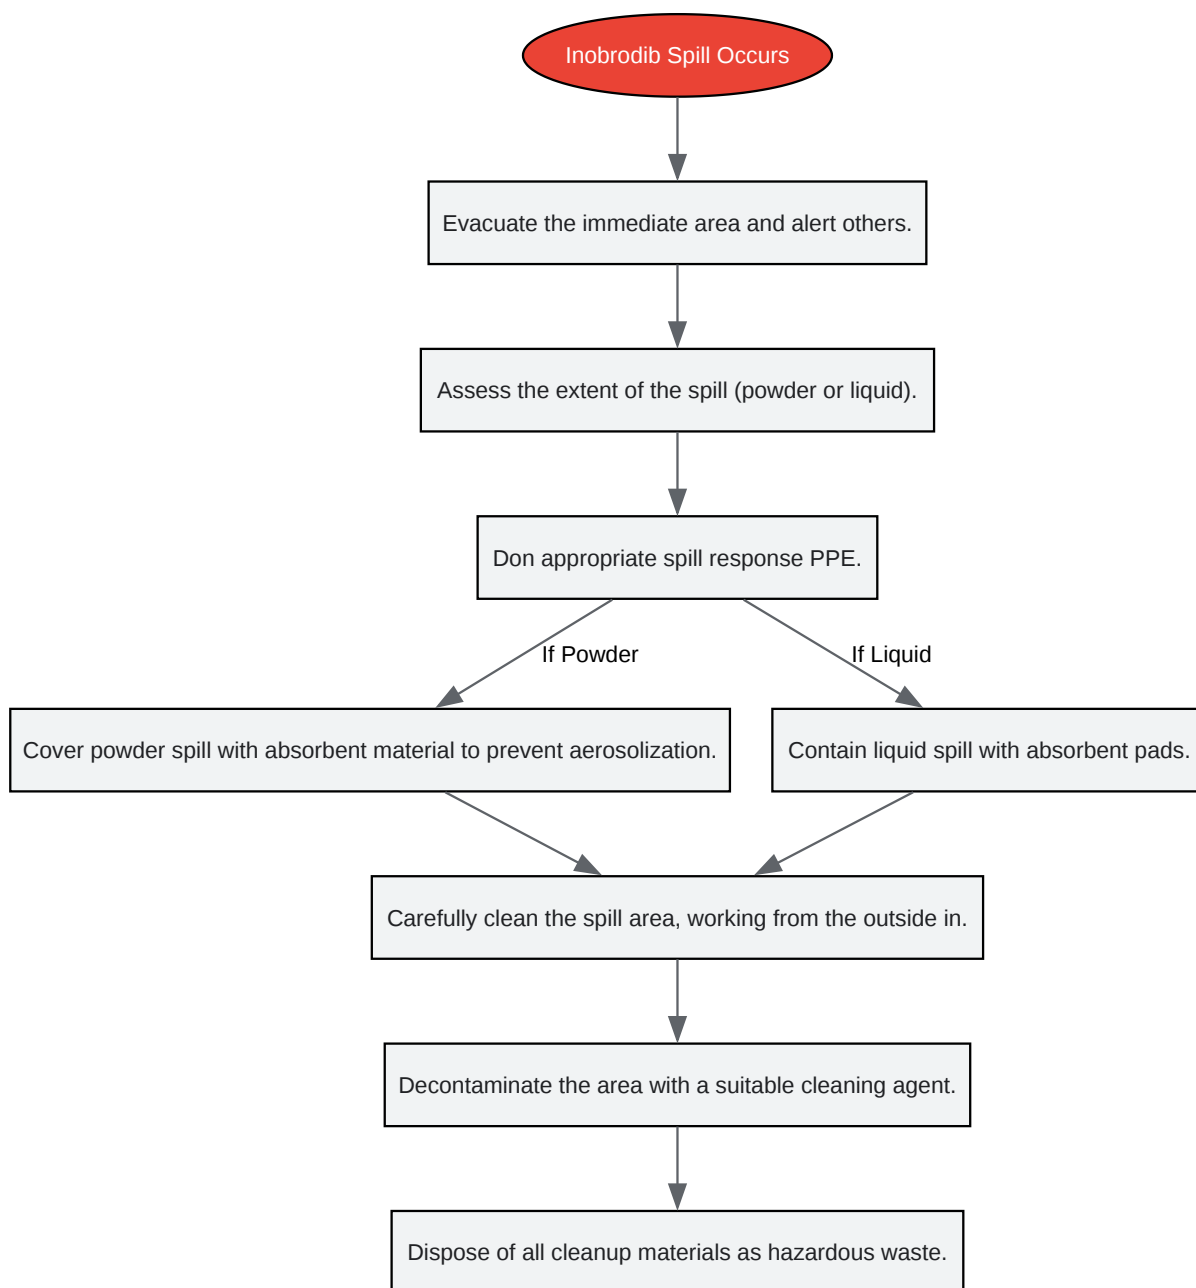 Inobrodib Spill Occurs
Evacuate the immediate area and alert others.
Assess the extent of the spill (powder or liquid).
Don appropriate spill response PPE.
If Powder
If Liquid
Cover powder spill with absorbent material to prevent aerosolization.
Contain liquid spill with absorbent pads.
Carefully clean the spill area, working from the outside in.
Decontaminate the area with a suitable cleaning agent.
Dispose of all cleanup materials as hazardous waste.